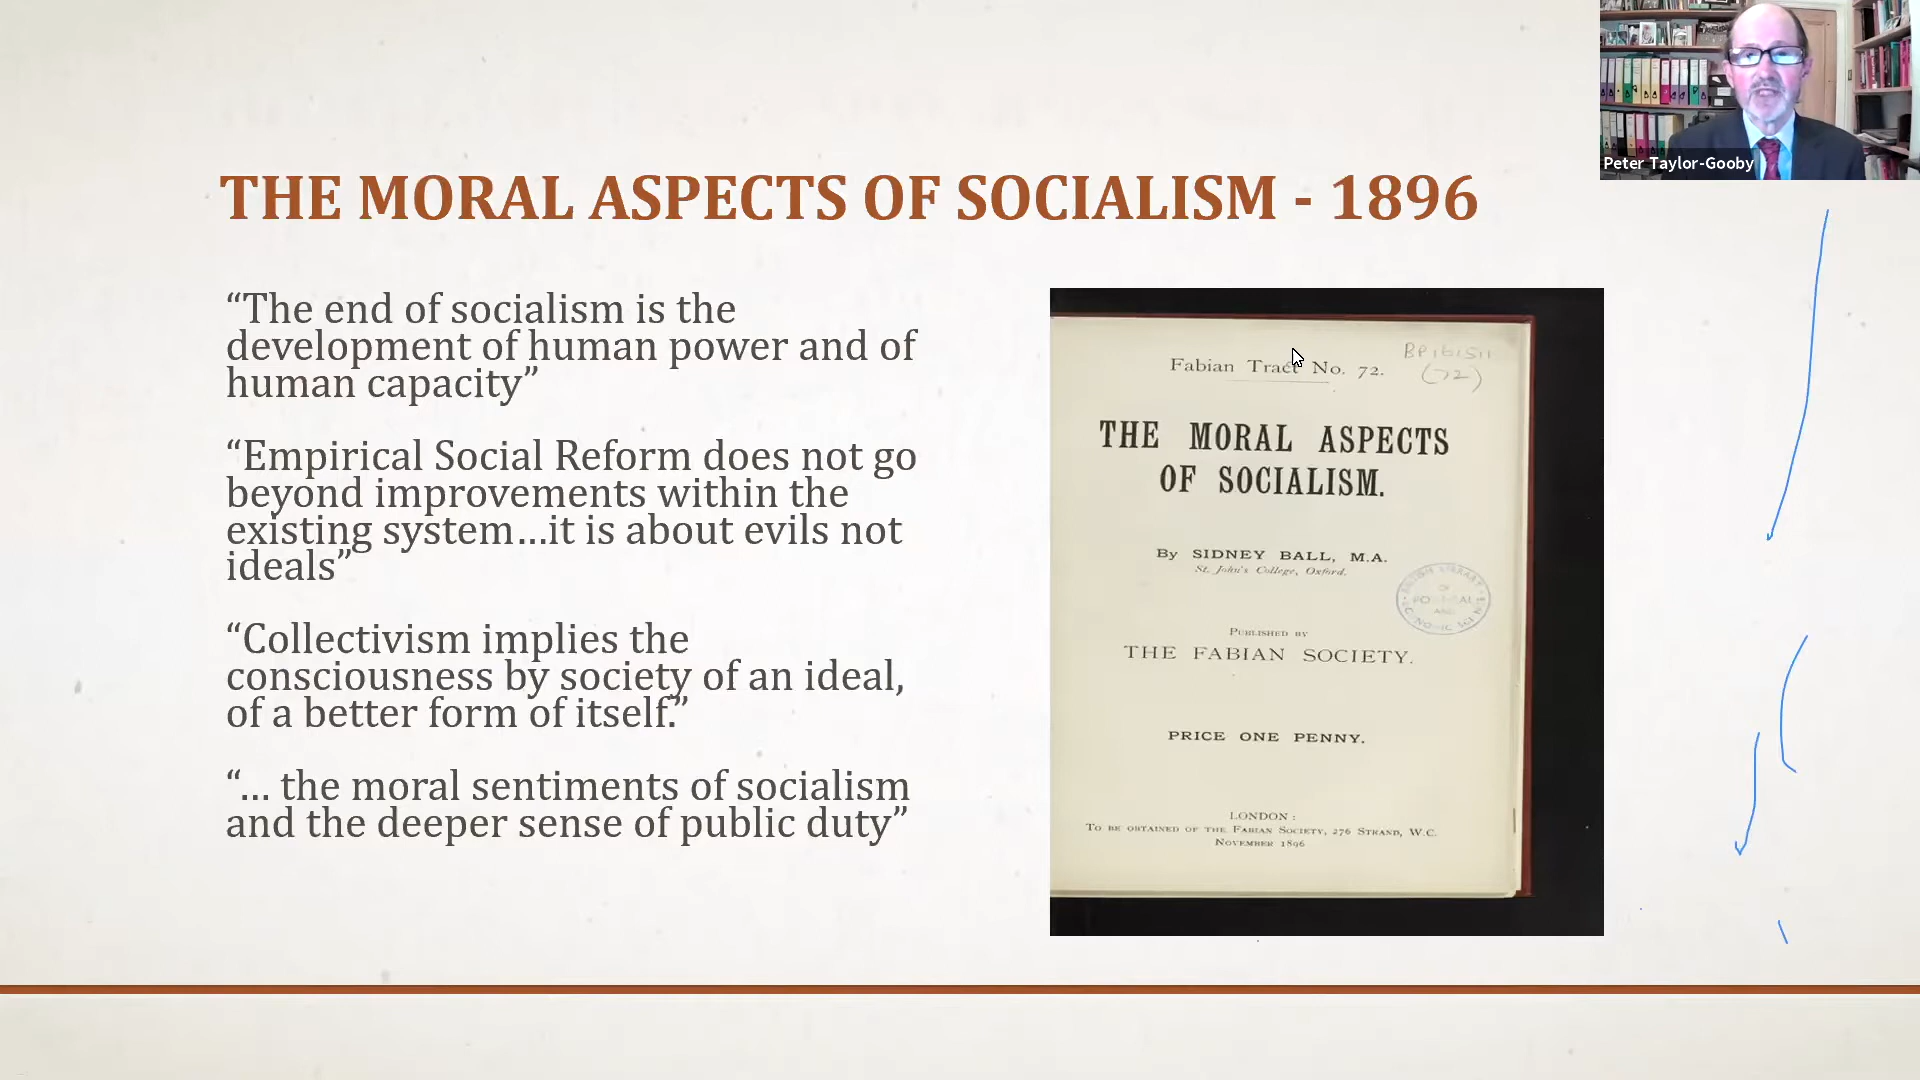 Peter Taylor-Gooby
THE MORAL ASPECTS OF SOCIALISM - 1896
“The end of socialism is the
development of human power and of
human capacity”
“Empirical Social Reform does not go
beyond improvements within the
existing system...it is about evils not
ideals”
“Collectivism implies the
consciousness by society of an ideal,
of a better form of itself.”
“... the moral sentiments of socialism
and the deeper sense of public duty”
BP161511
(72)
Fabian Tract No. 72.
THE MORAL ASPECTS
OF SOCIALISM.
By SIDNEY BALL, M.A.
St. John's College, Oxford.
OF
AND
PUBLISHED BY
THE FABIAN SOCIETY.
PRICE ONE PENNY.
LONDON:
TO BE OBTAINED OF THE FABIAN SOCIETY, 276 STRAND, W.C.
NOVEMBER 1896